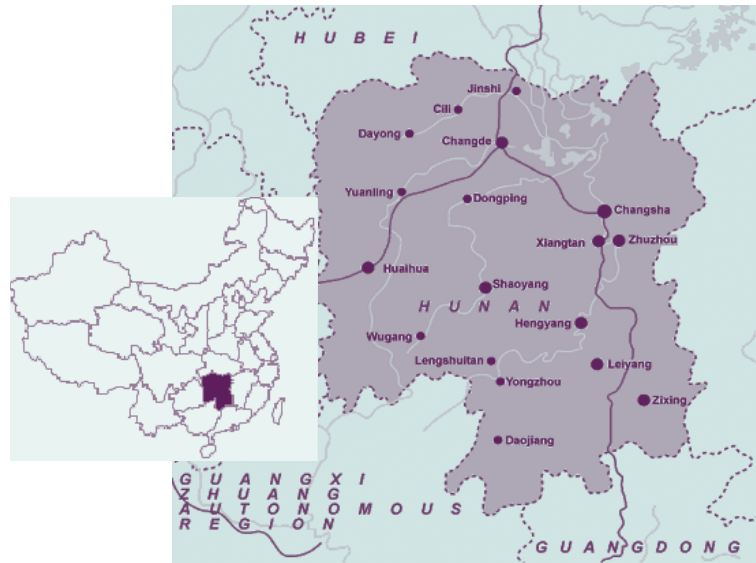 HUBEI
Jinshi
Cili
Dayong
Changde
Yuanling
Dongping
Changsha
Xiangtan
Zhuzhou
Huaihua
Shaoyang
HUNAN
Hengyang
Wugang
Lengshuitan
Leiyang
Yongzhou
Zixing
Daojiang
GUANGXI
ZHUANG
AUTONOMOUS
REGION
GUANGDONG